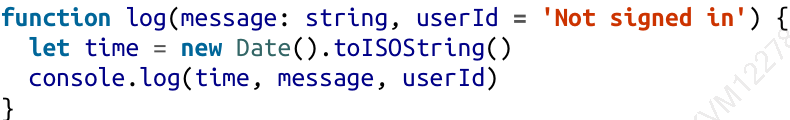 function log(message: string, userId = 'Not signed in') {
  let time = new Date().toISOString()
  console.log(time, message, userId)
}